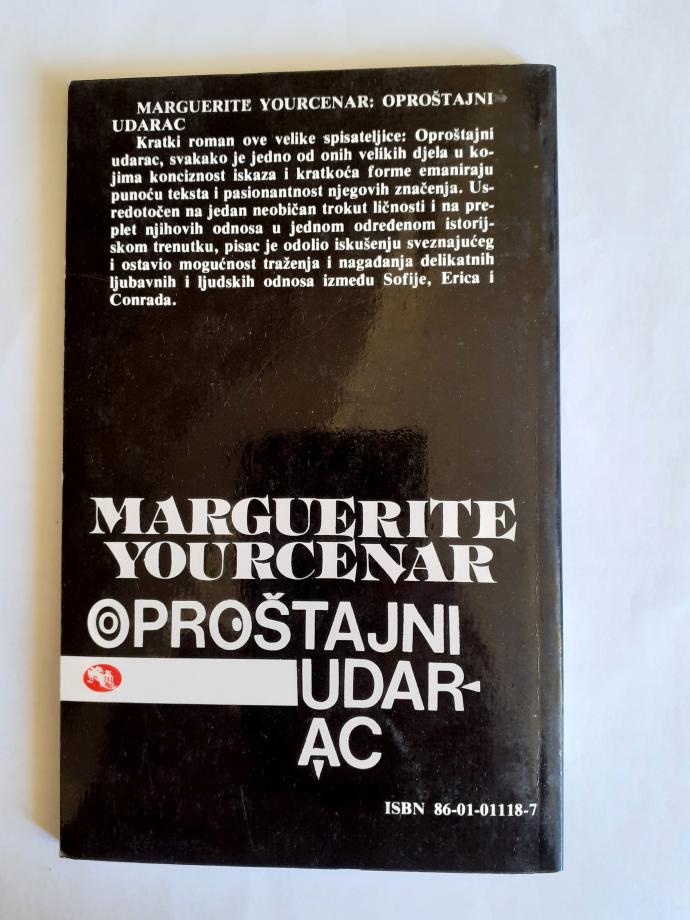 MARGUERITE YOURCENAR: OPROŠTAJNI
UDARAC
Kratki roman ove velike spisateljice: Oproštajni
udarac, svakako je jedno od onih velikih djela u ko-
jima konciznost iskaza i kratkoća forme emaniraju
punoću teksta i pasionantnost njegovih značenja. Us-
redotočen na jedan neobičan trokut ličnosti i na pre-
plet njihovih odnosa u jednom određenom istorij-
skom trenutku, pisac je odolio iskušenju sveznajućeg
i ostavio mogućnost traženja i nagađanja delikatnih
ljubavnih i ljudskih odnosa između Sofije, Erica i
Conrada.
MARGUERITE
YOURCENAR
OPROŠTAJNI
UDAR-
AC
ISBN 86-01-01118-7